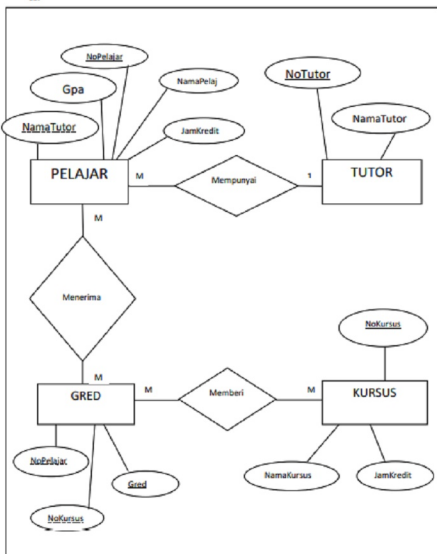 NoPelajar
Gpa
NamaPelaj
NamaTutor
JamKredit
NoTutor
NamaTutor
PELAJAR
M
Mempunyai
1
TUTOR
M
Menerima
NoKursus
M
GRED
M
Memberi
M
KURSUS
NoPelajar
Gred
NoKursus
NamaKursus
JamKredit